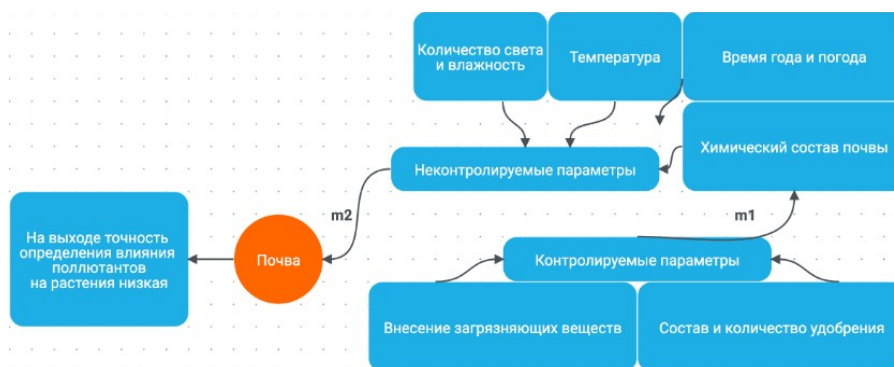 Количество света
и влажность
Температура
Время года и погода
Химический состав почвы
Неконтролируемые параметры
m2
m1
На выходе точность
определения влияния
поллютантов
на растения низкая
Почва
Контролируемые параметры
Внесение загрязняющих веществ
Состав и количество удобрения